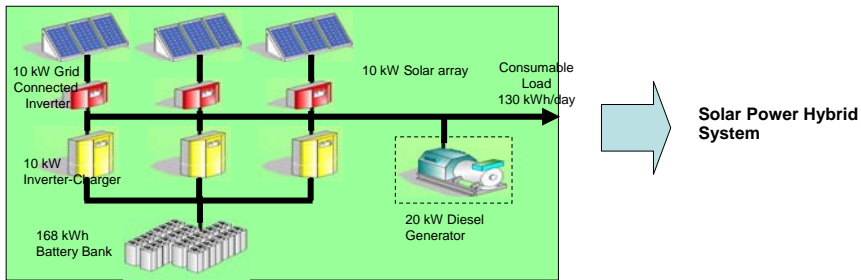 10 kW Grid
Connected
Inverter
10 kW Solar array
Consumable
Load
130 kWh/day
10 kW
Inverter-Charger
168 kWh
Battery Bank
20 kW Diesel
Generator
Solar Power Hybrid
System